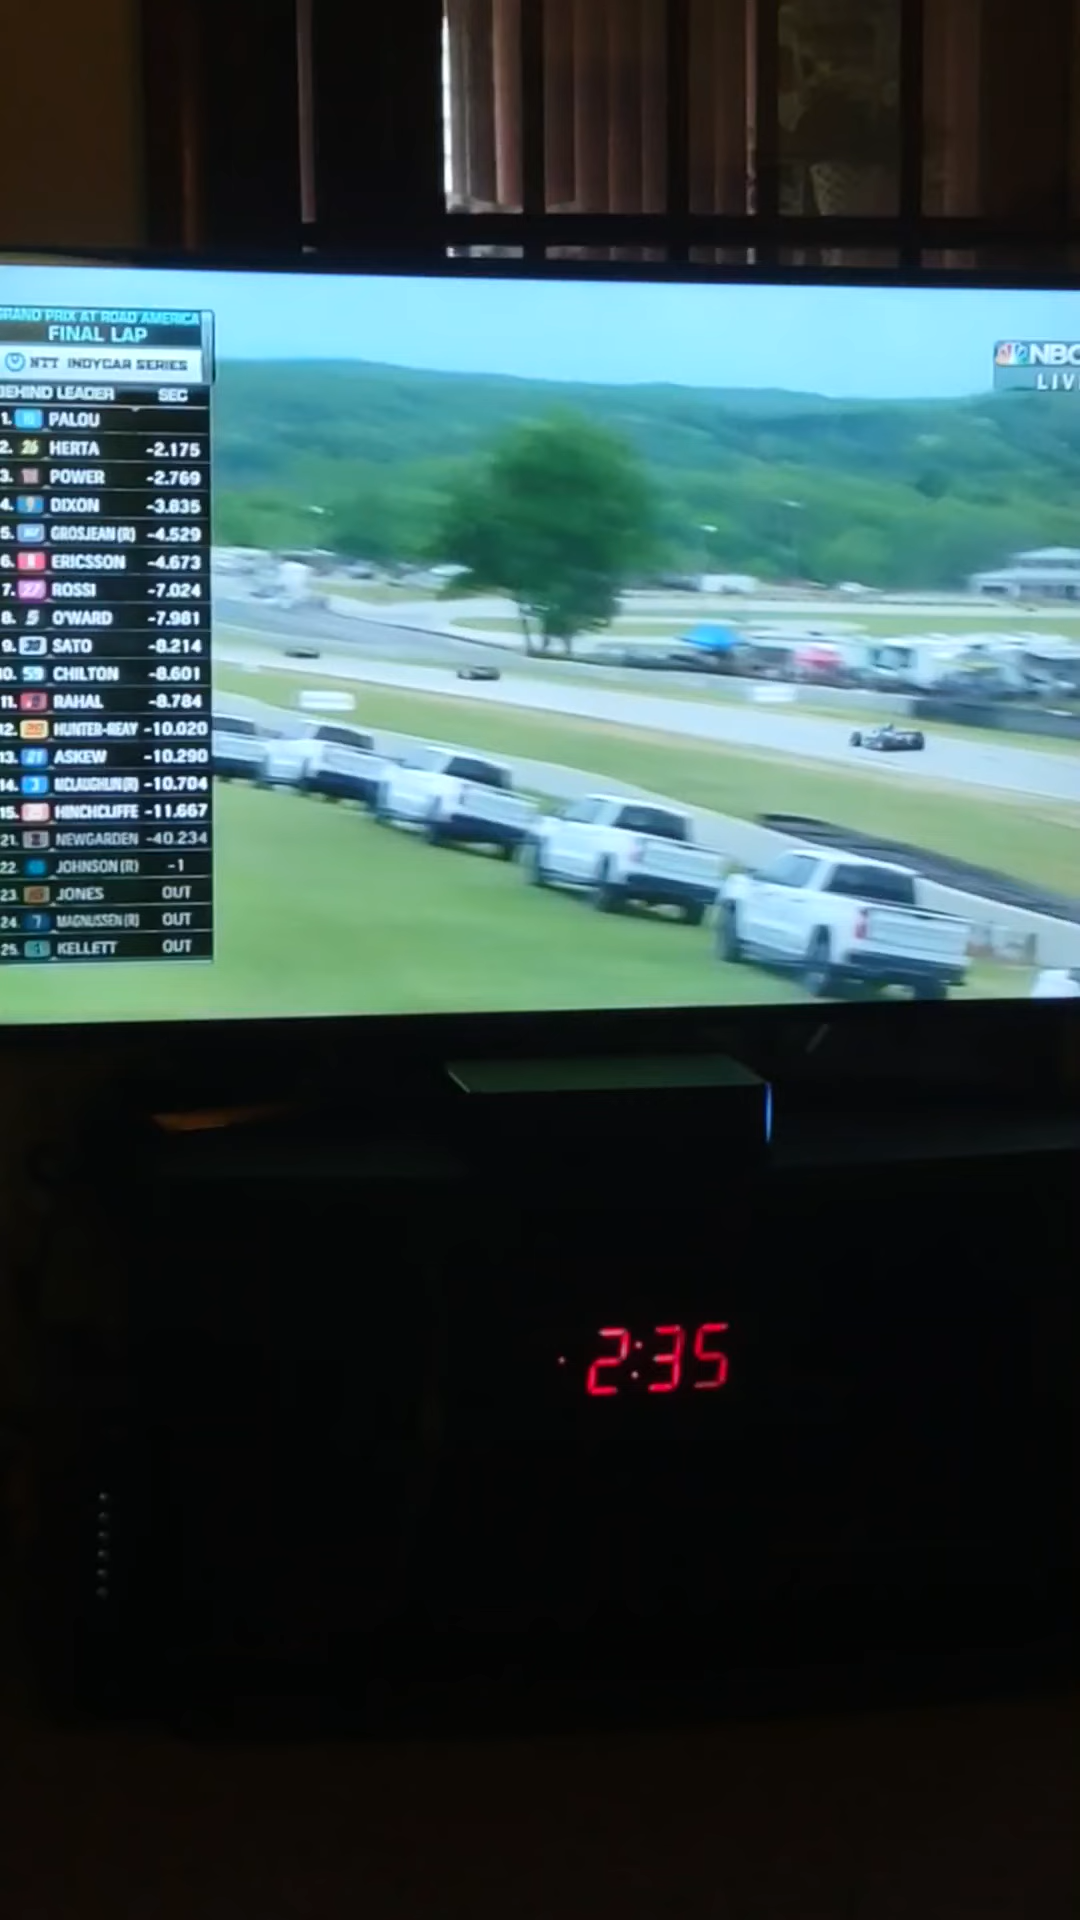 GRAND PRIX AT ROAD AMERICA
FINAL LAP
NTT INDYCAR SERIES
BEHIND LEADER SEC
1. PALOU
2. 26 HERTA -2.175
3. POWER -2.769
4. 9 DIXON -3.835
5. GROSJEAN (R) -4.529
6. 8 ERICSSON -4.673
7. 27 ROSSI -7.024
8. 5 O'WARD -7.981
9. 30 SATO -8.214
10. 59 CHILTON -8.601
11. RAHAL -8.784
12. HUNTER-REAY -10.020
13. 21 ASKEW -10.290
14. 3 MCLAUGHLIN (R) -10.704
15. HINCHCLIFFE -11.667
21. 2 NEWGARDEN -40.234
22. JOHNSON (R) -1
23. JONES OUT
24. 7 MAGNUSSEN (R) OUT
25. 4 KELLETT OUT
NBC
LIV
2:35